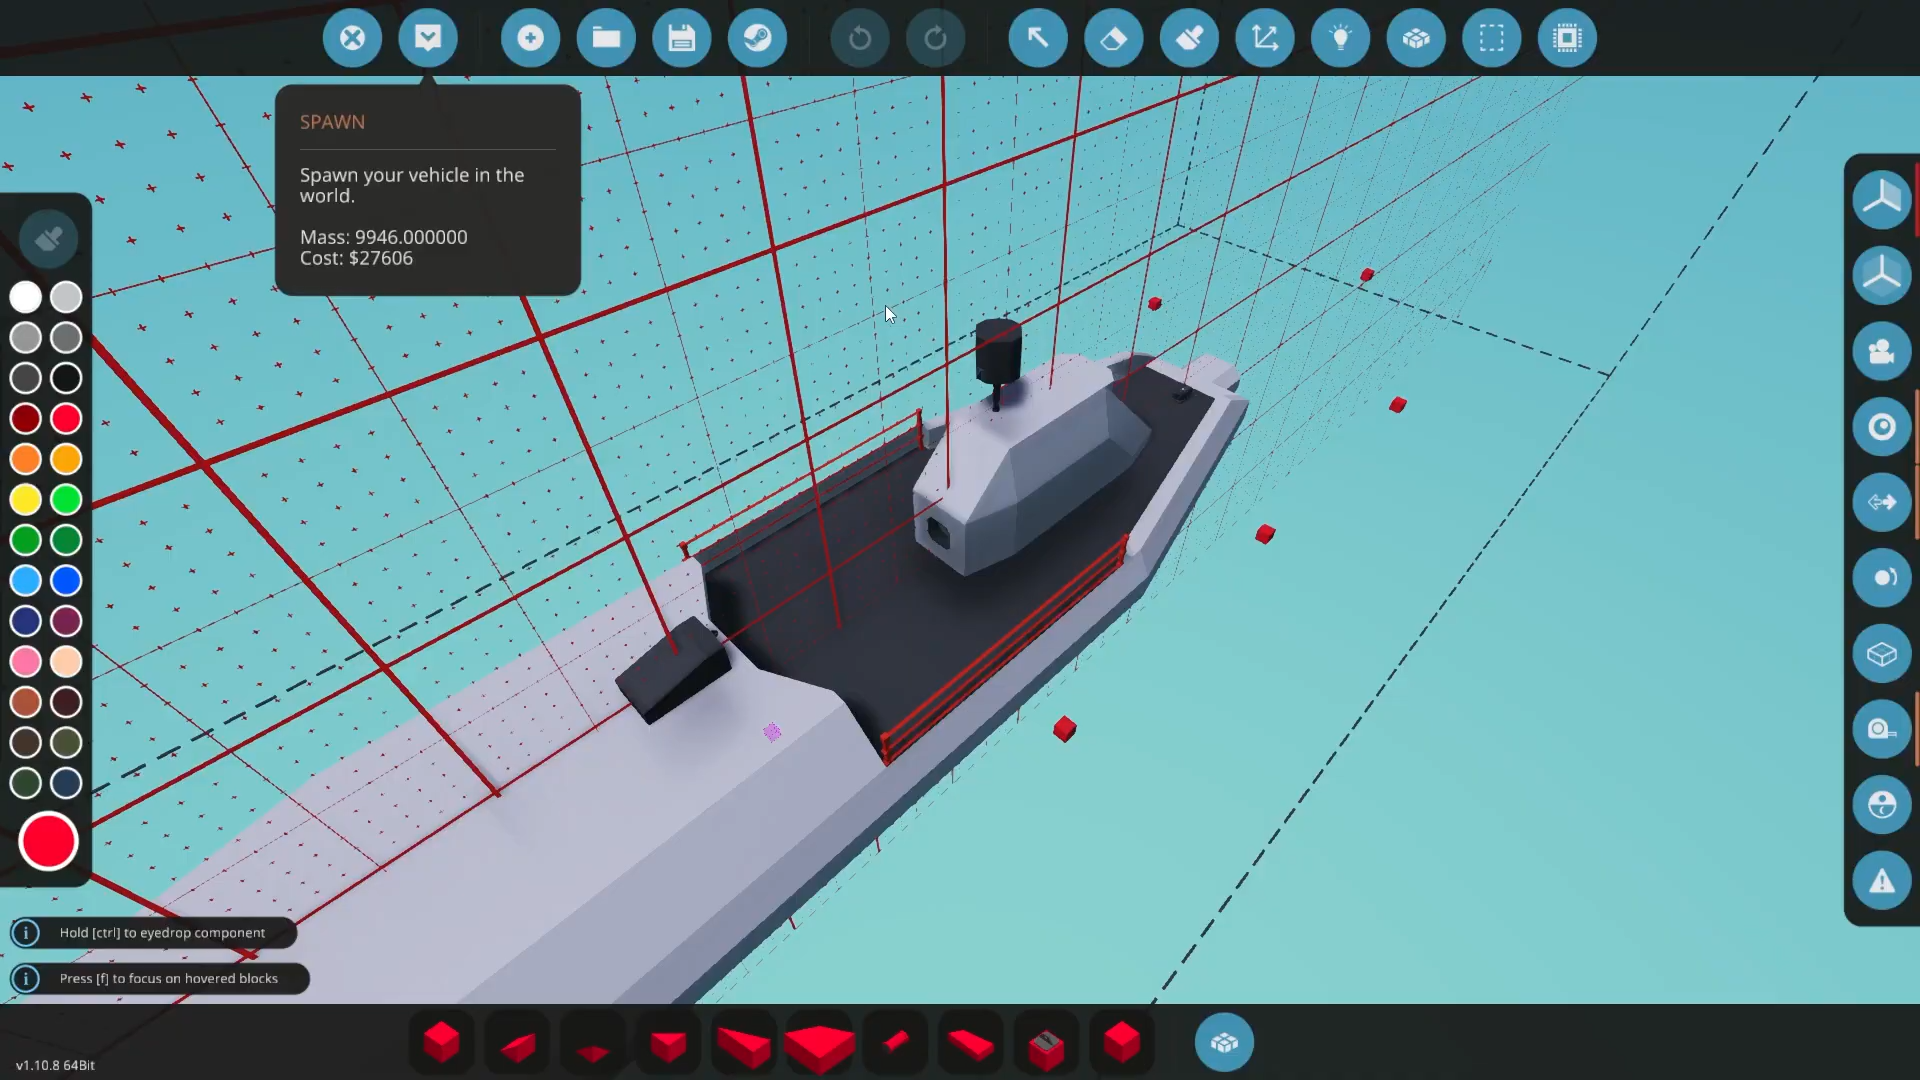 SPAWN
Spawn your vehicle in the
world.
Mass: 9946.000000
Cost: $27606
Hold [ctrl] to eyedrop component
Press [f] to focus on hovered blocks
v1.10.8 64Bit